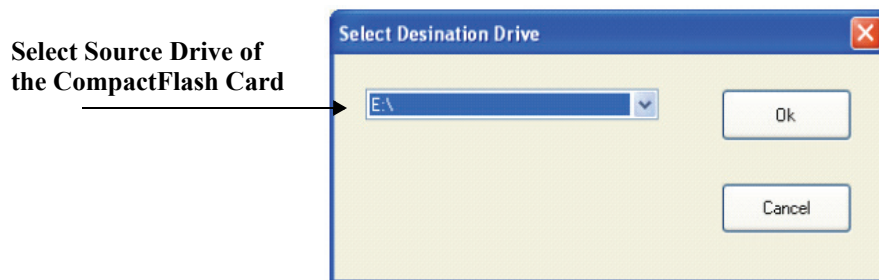 Select Source Drive of
the CompactFlash Card
Select Desination Drive
E:\
Ok
Cancel